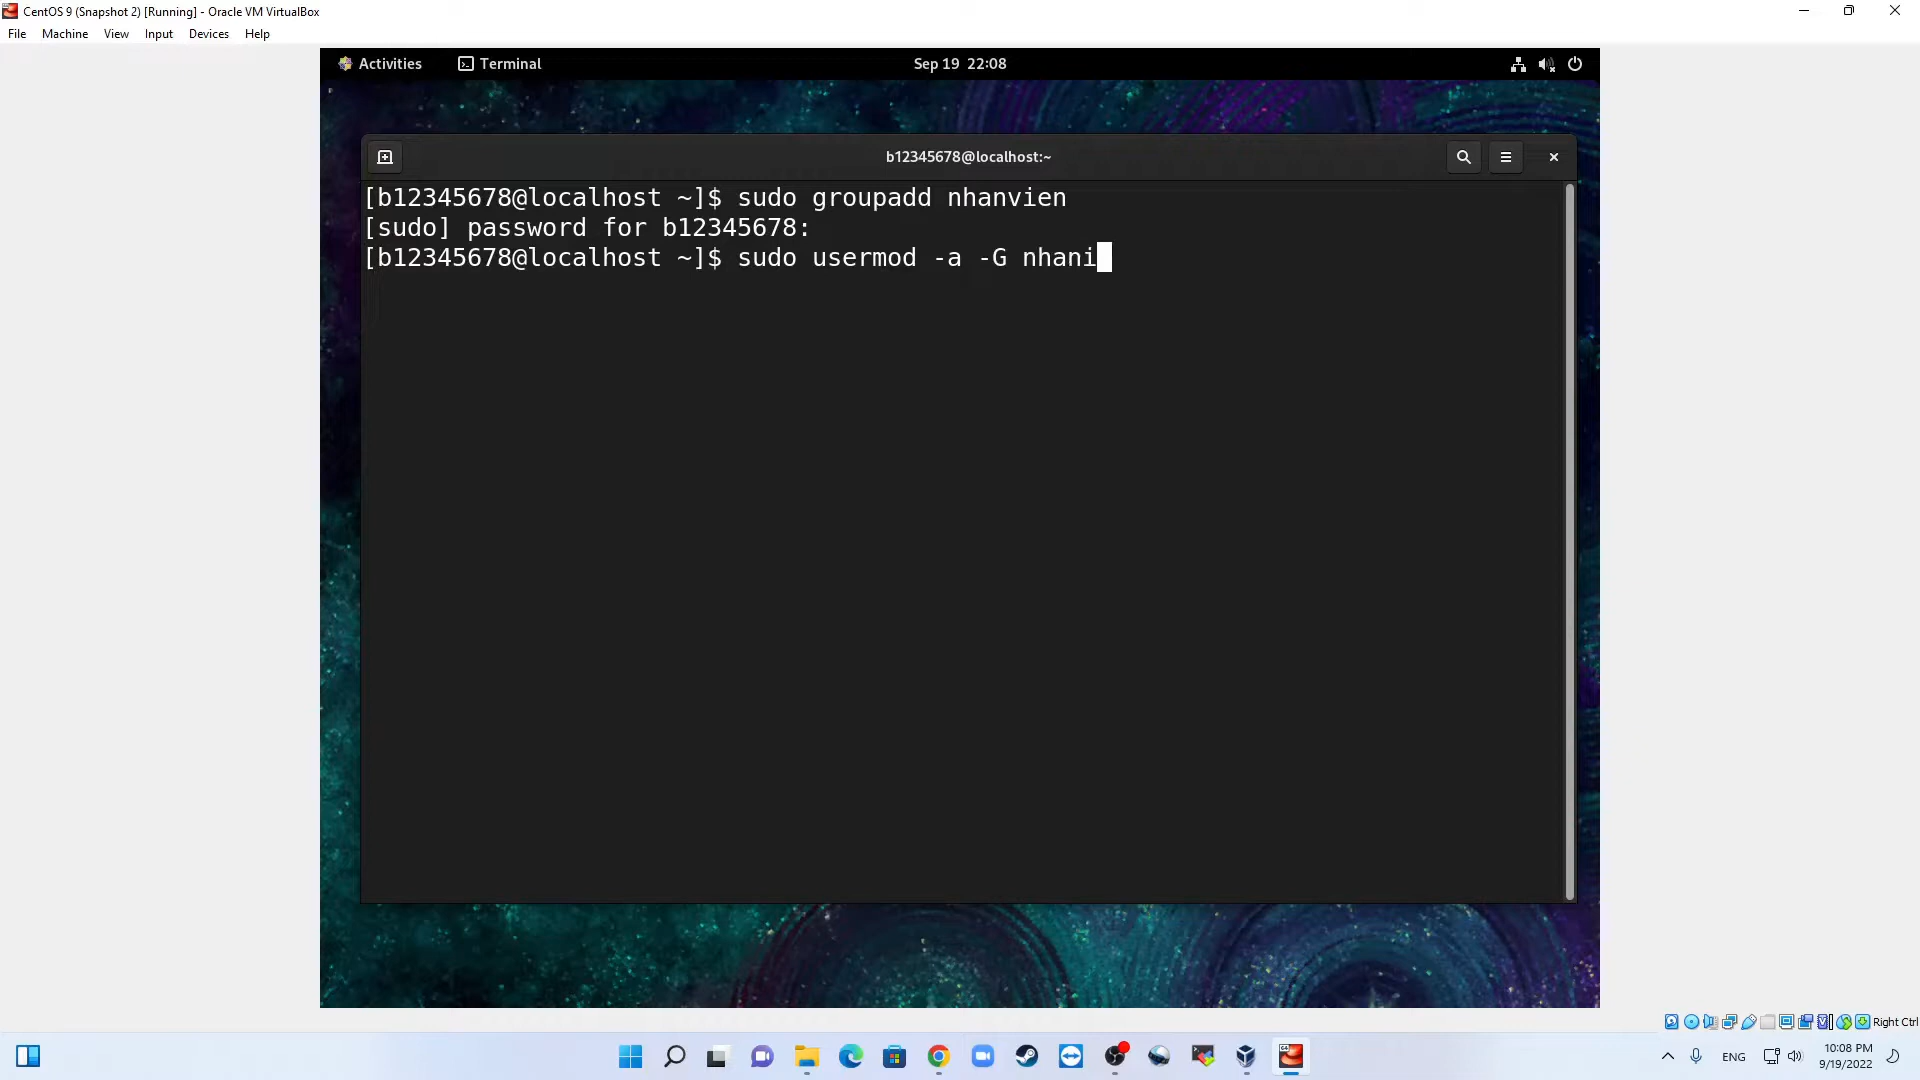 CentOS 9 (Snapshot 2) [Running] - Oracle VM VirtualBox
File Machine View Input Devices Help
Activities Terminal Sep 19 22:08
b12345678@localhost:~
[b12345678@localhost ~]$ sudo groupadd nhanvien
[sudo] password for b12345678:
[b12345678@localhost ~]$ sudo usermod -a -G nhani
Right Ctrl
ENG
10:08 PM
9/19/2022